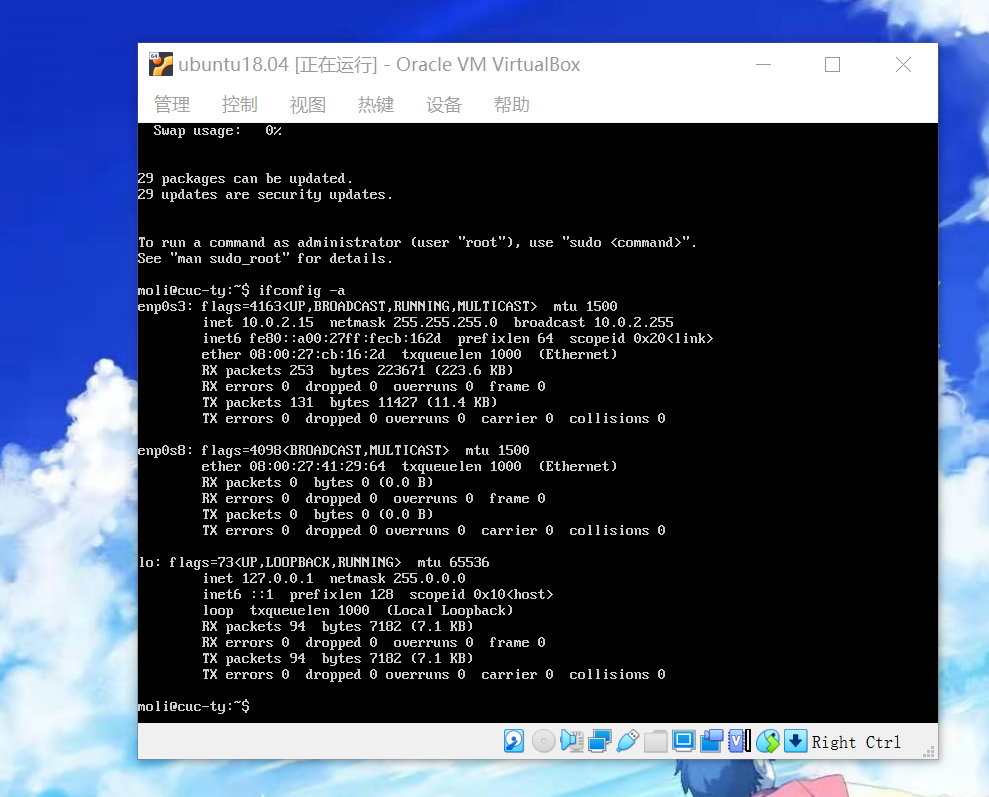 ubuntu18.04 [正在运行] - Oracle VM VirtualBox
管理 控制 视图 热键 设备 帮助
Swap usage: 0%
29 packages can be updated.
29 updates are security updates.
To run a command as administrator (user "root"), use "sudo <command>".
See "man sudo_root" for details.
moli@cuc-ty:~$ ifconfig -a
enp0s3: flags=4163<UP,BROADCAST,RUNNING,MULTICAST> mtu 1500
inet 10.0.2.15 netmask 255.255.255.0 broadcast 10.0.2.255
inet6 fe80::a00:27ff:fecb:162d prefixlen 64 scopeid 0x20<link>
ether 08:00:27:cb:16:2d txqueuelen 1000 (Ethernet)
RX packets 253 bytes 223671 (223.6 KB)
RX errors 0 dropped 0 overruns 0 frame 0
TX packets 131 bytes 11427 (11.4 KB)
TX errors 0 dropped 0 overruns 0 carrier 0 collisions 0
enp0s8: flags=4098<BROADCAST,MULTICAST> mtu 1500
ether 08:00:27:41:29:64 txqueuelen 1000 (Ethernet)
RX packets 0 bytes 0 (0.0 B)
RX errors 0 dropped 0 overruns 0 frame 0
TX packets 0 bytes 0 (0.0 B)
TX errors 0 dropped 0 overruns 0 carrier 0 collisions 0
lo: flags=73<UP,LOOPBACK,RUNNING> mtu 65536
inet 127.0.0.1 netmask 255.0.0.0
inet6 ::1 prefixlen 128 scopeid 0x10<host>
loop txqueuelen 1000 (Local Loopback)
RX packets 94 bytes 7182 (7.1 KB)
RX errors 0 dropped 0 overruns 0 frame 0
TX packets 94 bytes 7182 (7.1 KB)
TX errors 0 dropped 0 overruns 0 carrier 0 collisions 0
moli@cuc-ty:~$
Right Ctrl